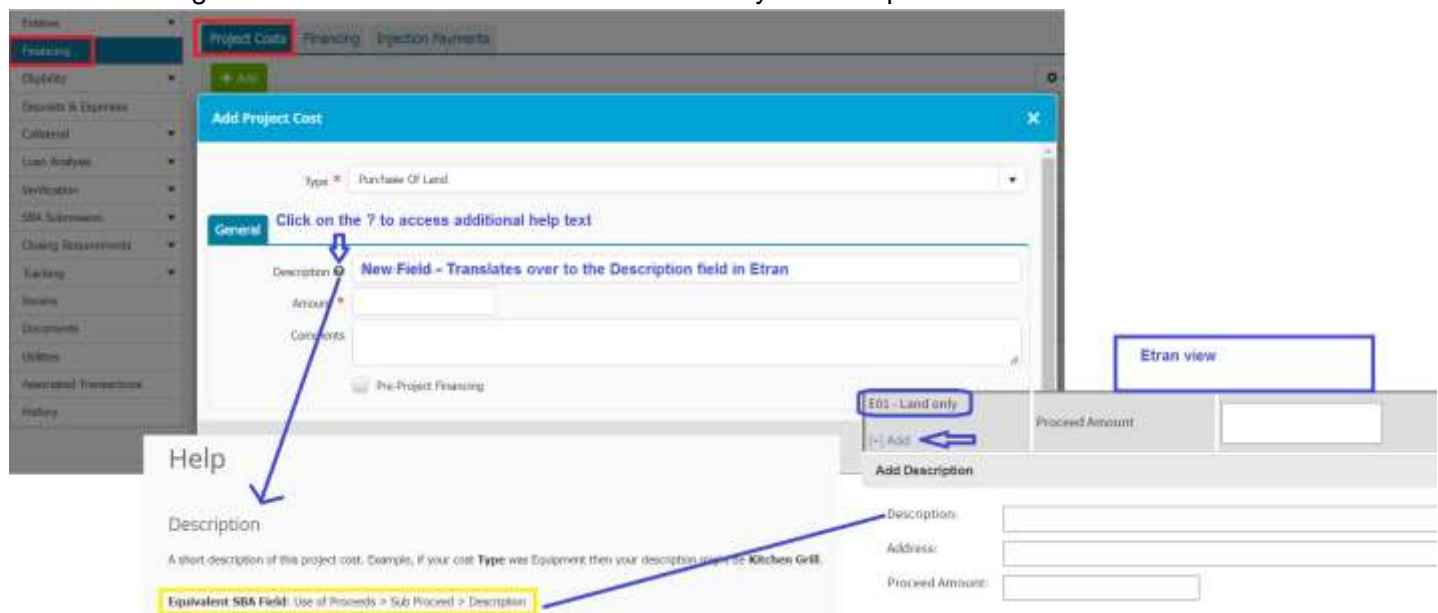 Entities
Financing
Eligibility
Deposits & Expenses
Collateral
Loan Analysis
Verification
SBA Submission
Closing Requirements
Tracking
Review
Documents
Utilities
Associated Transactions
History
Project Costs Financing Injection Payments
+ Add
Add Project Cost ×
Type * Purchase Of Land
Click on the ? to access additional help text
General
Description ? New Field - Translates over to the Description field in Etran
Amount *
Comments
Pre-Project Financing
Etran view
E01 - Land only
Proceed Amount
[+] Add
Add Description
Description:
Address:
Proceed Amount:
Help
Description
A short description of this project cost. Example, if your cost Type was Equipment then your description might be Kitchen Grill.
Equivalent SBA Field: Use of Proceeds > Sub Proceed > Description